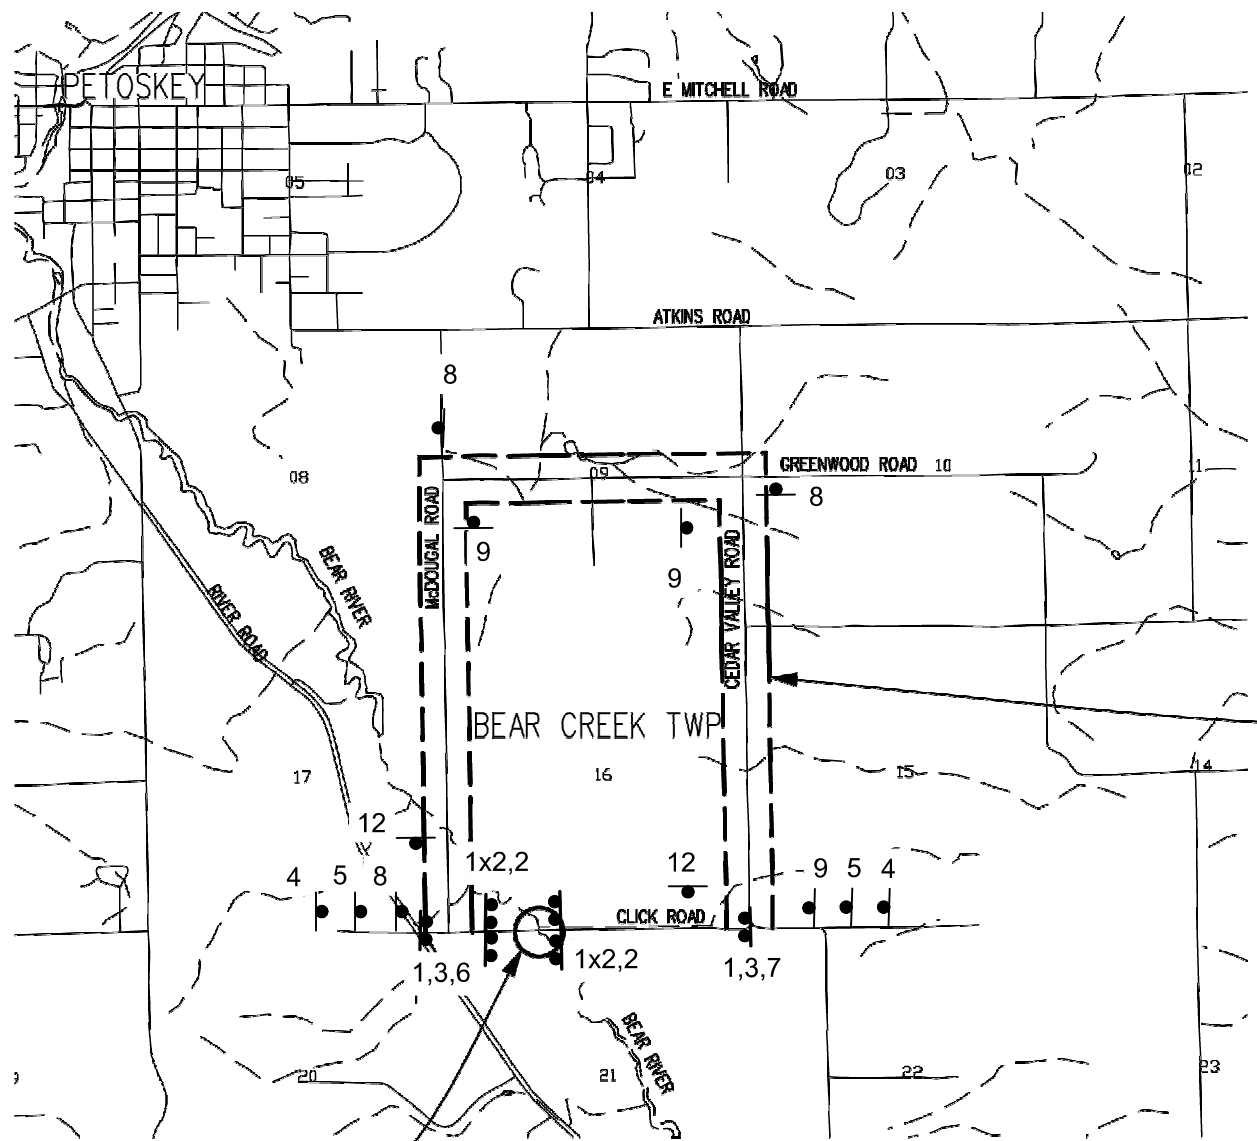 PETOSKEY
E MITCHELL ROAD
05
04
03
02
ATKINS ROAD
8
08
09
GREENWOOD ROAD
10
11
8
McDOUGAL ROAD
9
9
CEDAR VALLEY ROAD
BEAR RIVER
RIVER ROAD
BEAR CREEK TWP
17
16
15
14
12
1x2,2
12
4
5
8
9
5
4
CLICK ROAD
1,3,6
1x2,2
1,3,7
BEAR RIVER
9
20
21
22
23